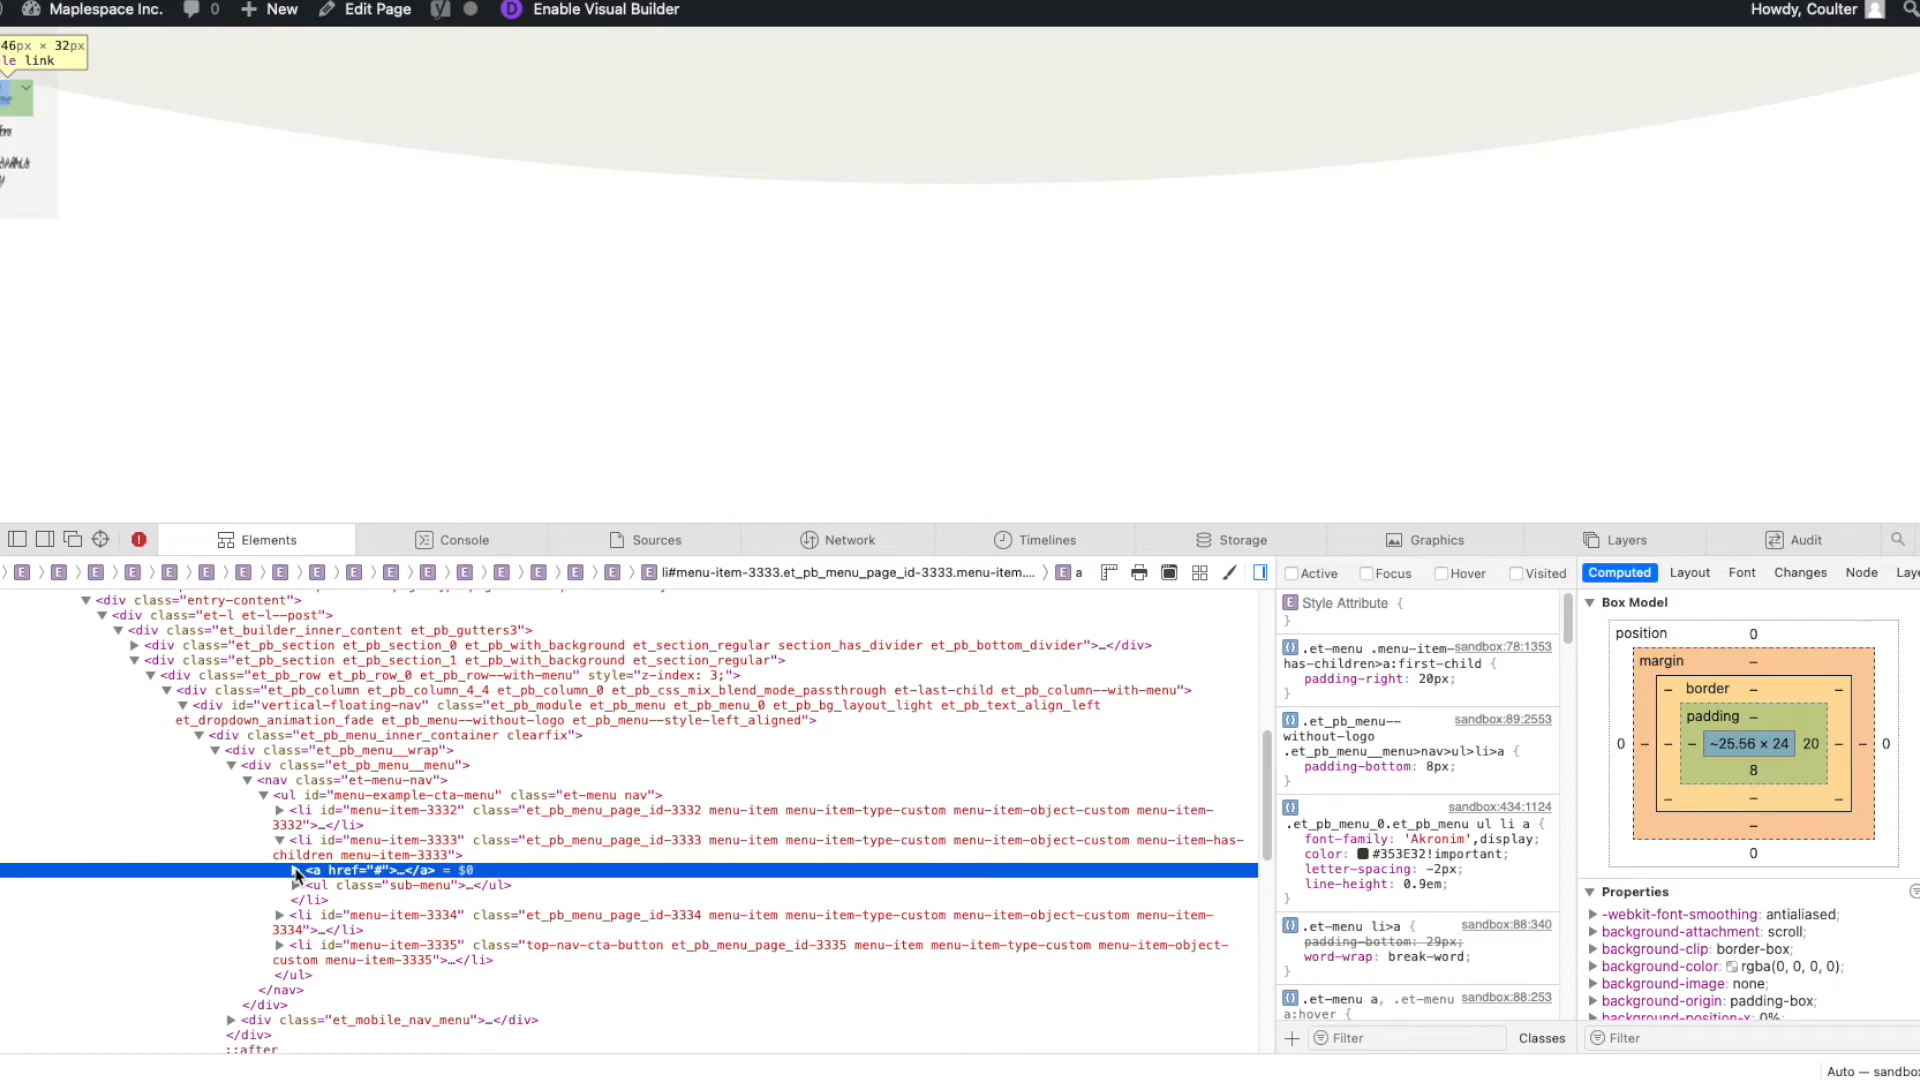 Maplespace Inc. 0 New Edit Page Enable Visual Builder Howdy, Coulter
46px × 32px
le link
Elements Console Sources Network Timelines Storage Graphics Layers Audit
E E E E E E E E E E E E E E E E E E li#menu-item-3333.et_pb_menu_page_id-3333.menu-item.... E a Active Focus Hover Visited Computed Layout Font Changes Node Laye
<div class="entry-content">
<div class="et-l et-l--post">
<div class="et_builder_inner_content et_pb_gutters3">
<div class="et_pb_section et_pb_section_0 et_pb_with_background et_section_regular section_has_divider et_pb_bottom_divider">…</div>
<div class="et_pb_section et_pb_section_1 et_pb_with_background et_section_regular">
<div class="et_pb_row et_pb_row_0 et_pb_row--with-menu" style="z-index: 3;">
<div class="et_pb_column et_pb_column_4_4 et_pb_column_0 et_pb_css_mix_blend_mode_passthrough et-last-child et_pb_column--with-menu">
<div id="vertical-floating-nav" class="et_pb_module et_pb_menu et_pb_menu_0 et_pb_bg_layout_light et_pb_text_align_left
et_dropdown_animation_fade et_pb_menu--without-logo et_pb_menu--style-left_aligned">
<div class="et_pb_menu_inner_container clearfix">
<div class="et_pb_menu__wrap">
<div class="et_pb_menu__menu">
<nav class="et-menu-nav">
<ul id="menu-example-cta-menu" class="et-menu nav">
<li id="menu-item-3332" class="et_pb_menu_page_id-3332 menu-item menu-item-type-custom menu-item-object-custom menu-item-
3332">…</li>
<li id="menu-item-3333" class="et_pb_menu_page_id-3333 menu-item menu-item-type-custom menu-item-object-custom menu-item-has-
children menu-item-3333">
<a href="#">…</a> = $0
<ul class="sub-menu">…</ul>
</li>
<li id="menu-item-3334" class="et_pb_menu_page_id-3334 menu-item menu-item-type-custom menu-item-object-custom menu-item-
3334">…</li>
<li id="menu-item-3335" class="top-nav-cta-button et_pb_menu_page_id-3335 menu-item menu-item-type-custom menu-item-object-
custom menu-item-3335">…</li>
</ul>
</nav>
</div>
<div class="et_mobile_nav_menu">…</div>
</div>
::after
E Style Attribute {
}
.et-menu .menu-item- sandbox:78:1353
has-children>a:first-child {
padding-right: 20px;
}
.et_pb_menu-- sandbox:89:2553
without-logo
.et_pb_menu__menu>nav>ul>li>a {
padding-bottom: 8px;
}
sandbox:434:1124
.et_pb_menu_0.et_pb_menu ul li a {
font-family: 'Akronim',display;
color: #353E32!important;
letter-spacing: -2px;
line-height: 0.9em;
}
.et-menu li>a { sandbox:88:340
padding-bottom: 29px;
word-wrap: break-word;
}
.et-menu a, .et-menu sandbox:88:253
a:hover {
Filter Classes
Box Model
position 0
margin –
– border – –
padding –
0 – – – ~25.56 × 24 20 – – 0
8
– – –
–
0
Properties
-webkit-font-smoothing: antialiased;
background-attachment: scroll;
background-clip: border-box;
background-color: rgba(0, 0, 0, 0);
background-image: none;
background-origin: padding-box;
background-position-x: 0%;
Filter
Auto — sandbox